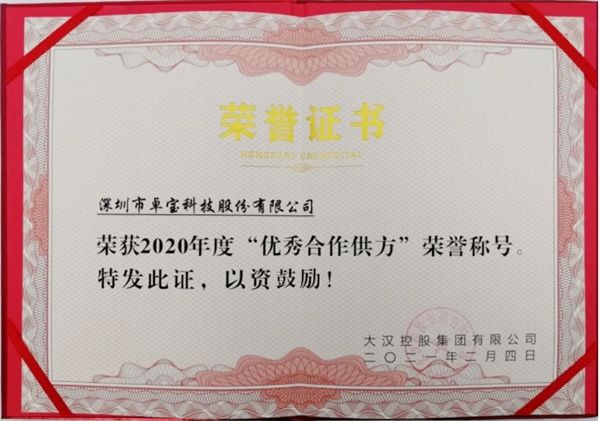 荣誉证书
HONORARY CREDENTIAL
深圳市卓宝科技股份有限公司
荣获2020年度“优秀合作供方”荣誉称号。
特发此证，以资鼓励！
大汉控股集团有限公司
二〇二一年二月四日